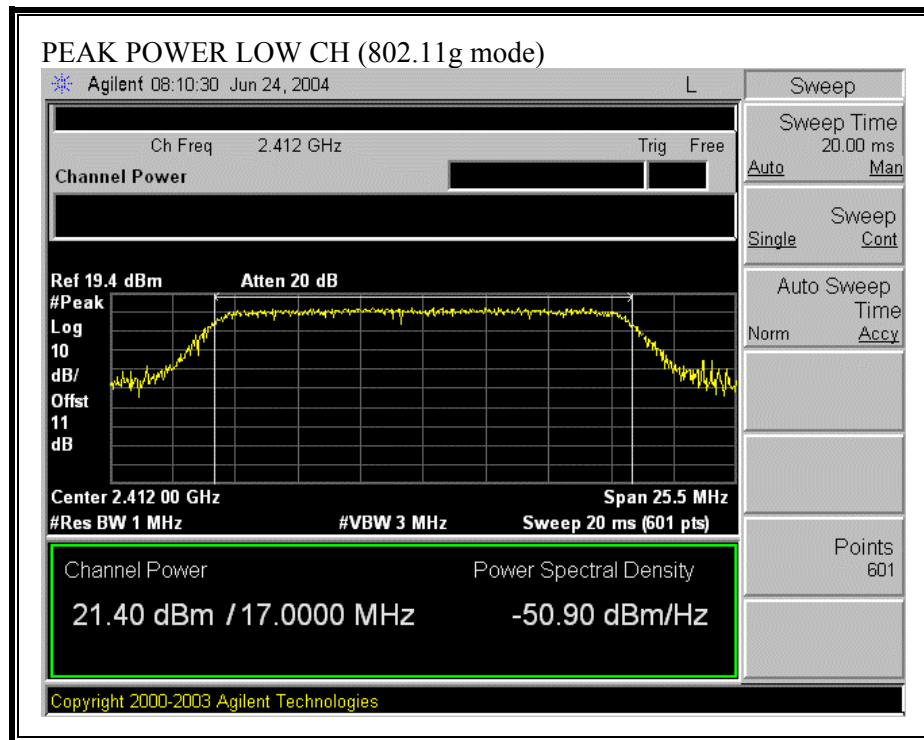 PEAK POWER LOW CH (802.11g mode)
Agilent 08:10:30 Jun 24, 2004 L
Sweep
Ch Freq 2.412 GHz Trig Free
Channel Power
Sweep Time
20.00 ms
Auto Man
Sweep
Single Cont
Auto Sweep
Time
Norm Accy
Points
601
Ref 19.4 dBm Atten 20 dB
#Peak
Log
10
dB/
Offst
11
dB
Center 2.412 00 GHz Span 25.5 MHz
#Res BW 1 MHz #VBW 3 MHz Sweep 20 ms (601 pts)
Channel Power Power Spectral Density
21.40 dBm / 17.0000 MHz -50.90 dBm/Hz
Copyright 2000-2003 Agilent Technologies